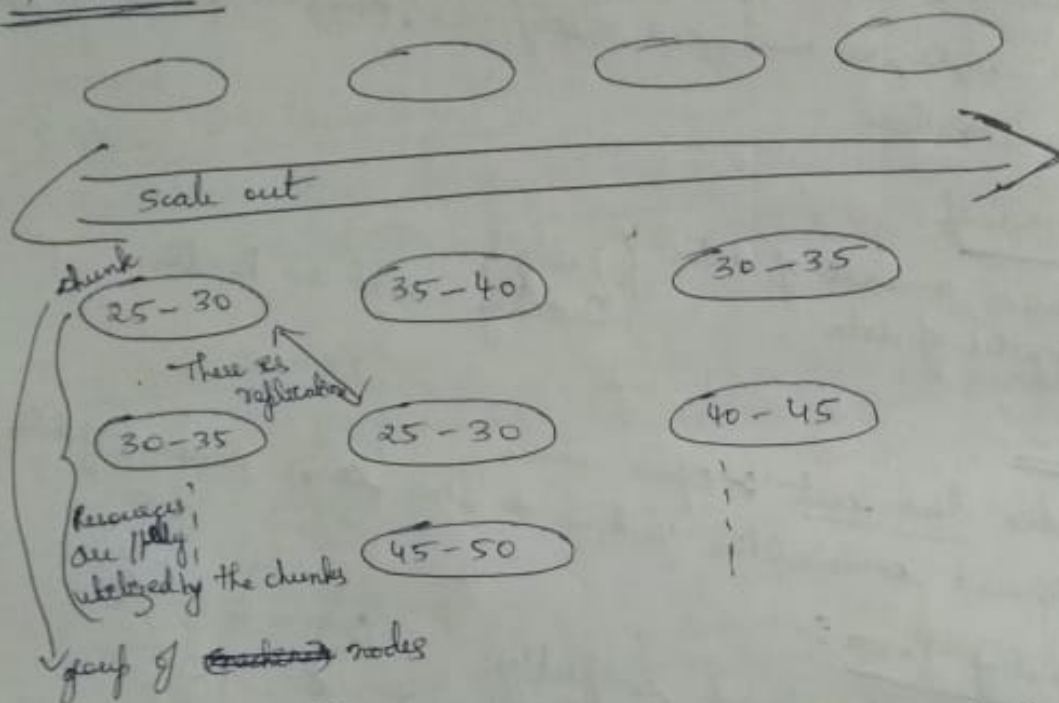 scale out
chunk
25 - 30
35 - 40
30 - 35
There is
replication
30 - 35
25 - 30
40 - 45
Resources
are ||lly
utilized by the chunks
45 - 50
group of nodes